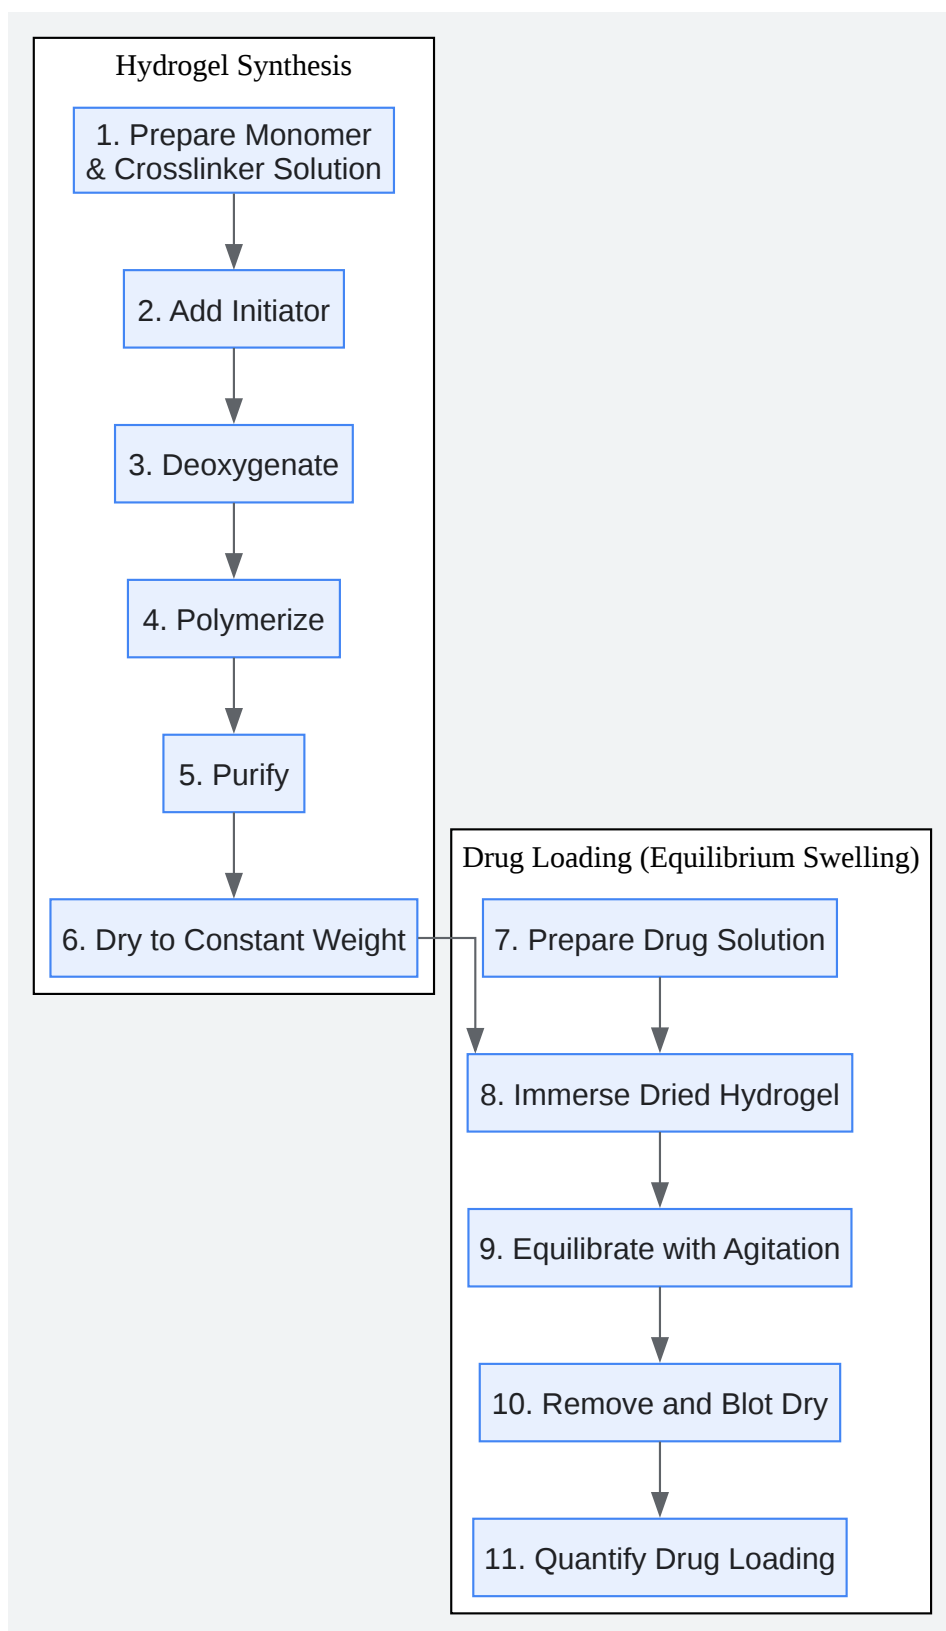 Hydrogel Synthesis
1. Prepare Monomer
& Crosslinker Solution
2. Add Initiator
3. Deoxygenate
4. Polymerize
5. Purify
6. Dry to Constant Weight
Drug Loading (Equilibrium Swelling)
7. Prepare Drug Solution
8. Immerse Dried Hydrogel
9. Equilibrate with Agitation
10. Remove and Blot Dry
11. Quantify Drug Loading